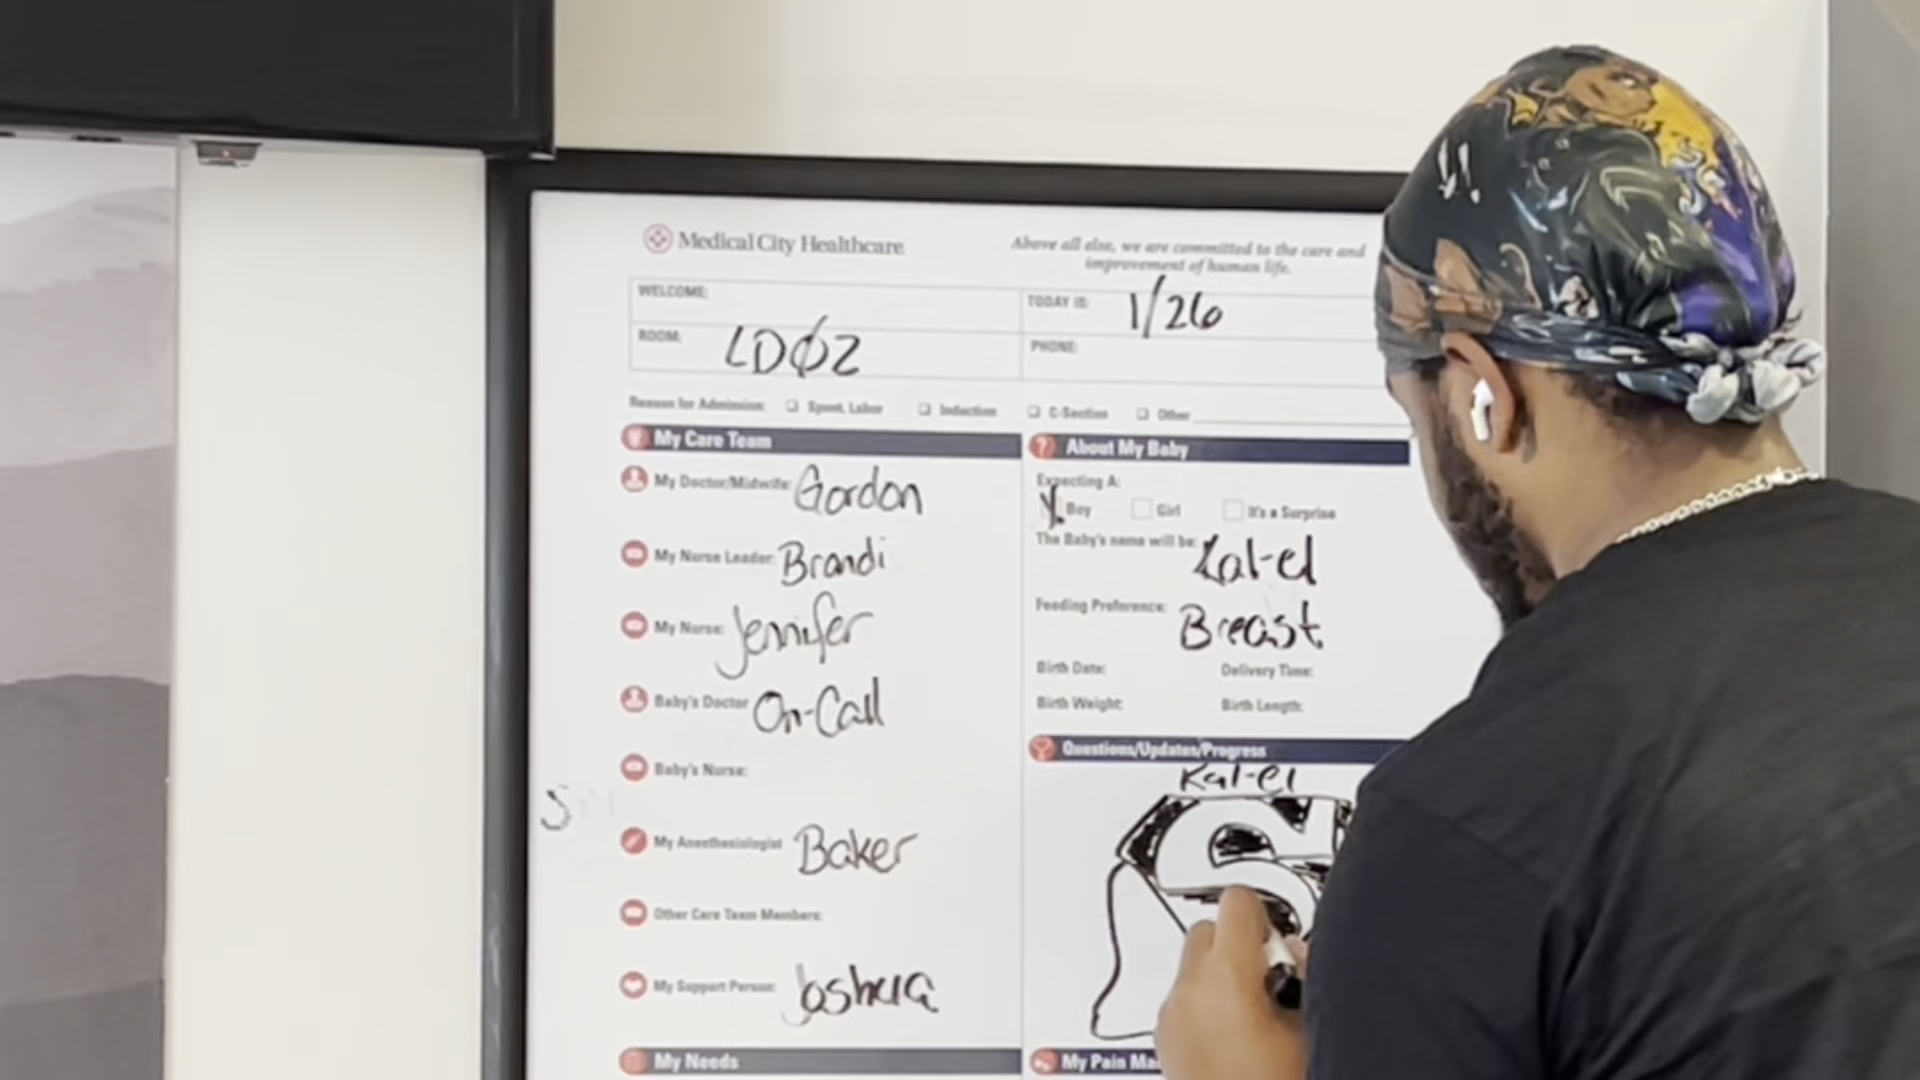 Medical City Healthcare
Above all else, we are committed to the care and
improvement of human life.
WELCOME:
TODAY IS: 1/26
ROOM: LDØ2
PHONE:
Reason for Admission: Spont. Labor Induction C-Section Other
My Care Team
My Doctor/Midwife: Gordon
My Nurse Leader: Brandi
My Nurse: Jennifer
Baby's Doctor On-Call
Baby's Nurse:
My Anesthesiologist Baker
Other Care Team Members:
My Support Person: Joshua
My Needs
About My Baby
Expecting A:
Boy Girl It's a Surprise
The Baby's name will be: Kal-el
Feeding Preference: Breast
Birth Date: Delivery Time:
Birth Weight: Birth Length:
Questions/Updates/Progress
Kal-el
S
My Pain